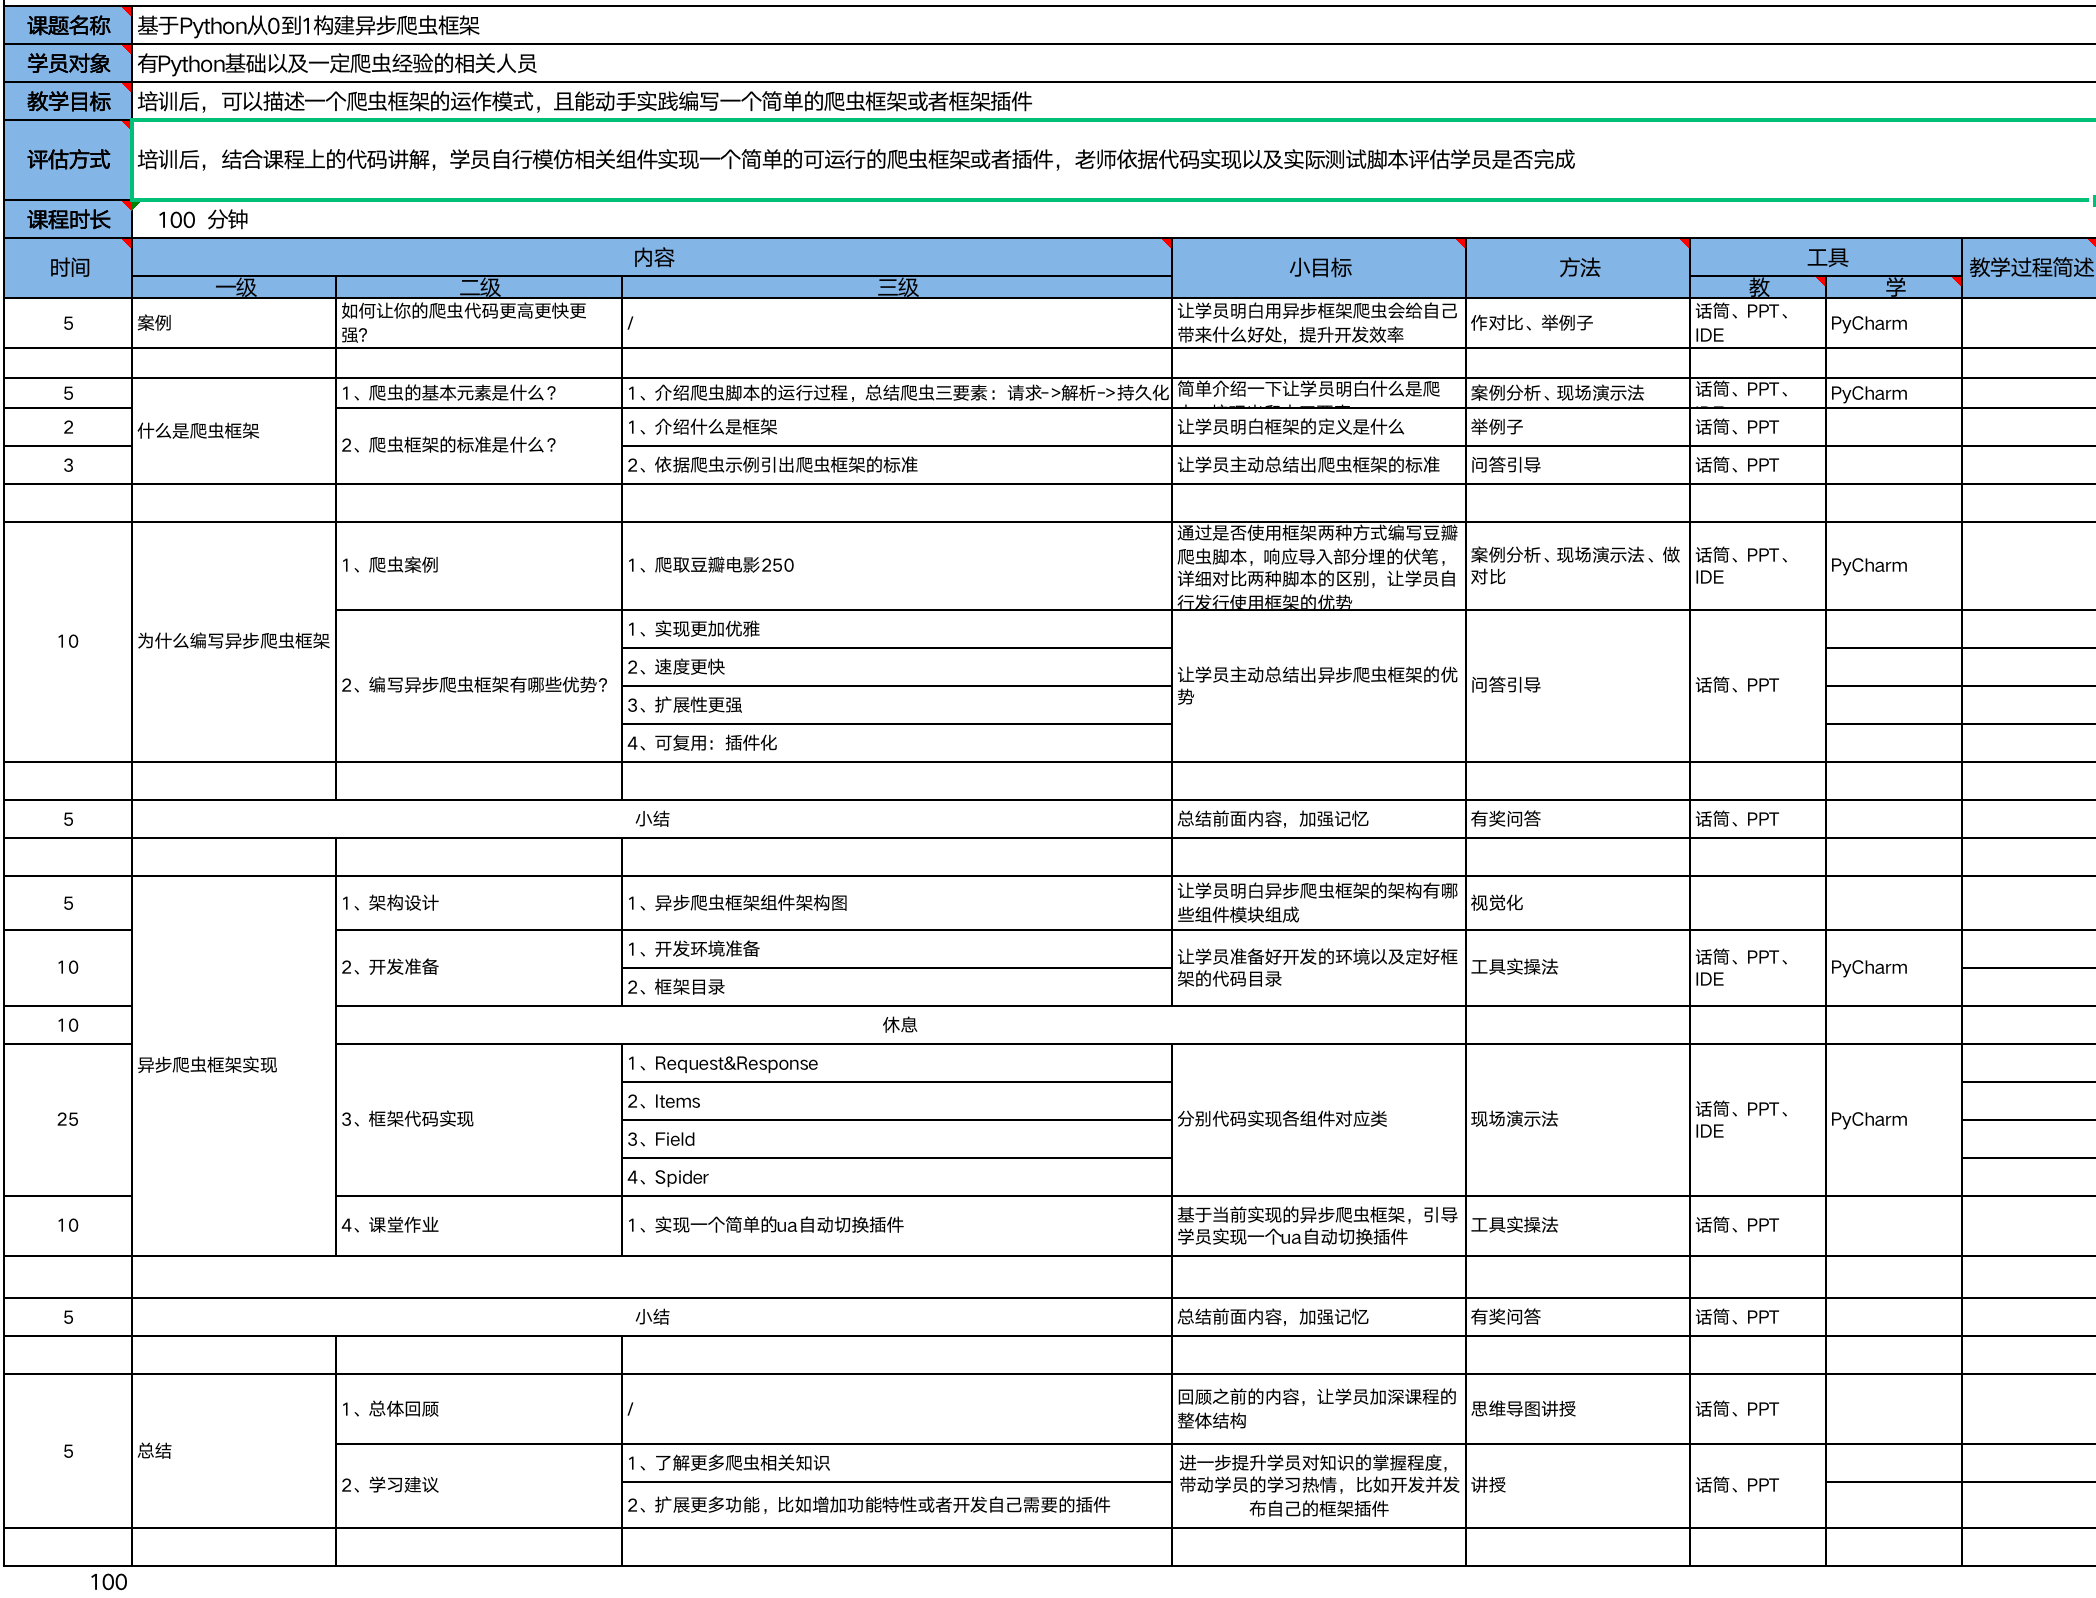 课题名称 基于Python从0到1构建异步爬虫框架
学员对象 有Python基础以及一定爬虫经验的相关人员
教学目标 培训后，可以描述一个爬虫框架的运作模式，且能动手实践编写一个简单的爬虫框架或者框架插件
评估方式 培训后，结合课程上的代码讲解，学员自行模仿相关组件实现一个简单的可运行的爬虫框架或者插件，老师依据代码实现以及实际测试脚本评估学员是否完成
课程时长 100 分钟
时间 内容 小目标 方法 工具 教学过程简述
一级 二级 三级 教 学
5 案例 如何让你的爬虫代码更高更快更
强？
/
让学员明白用异步框架爬虫会给自己
带来什么好处，提升开发效率
作对比、举例子
话筒、PPT、
IDE
PyCharm
5 什么是爬虫框架 1、爬虫的基本元素是什么？ 1、介绍爬虫脚本的运行过程，总结爬虫三要素：请求->解析->持久化 简单介绍一下让学员明白什么是爬 案例分析、现场演示法 话筒、PPT、 PyCharm
2 2、爬虫框架的标准是什么？ 1、介绍什么是框架 让学员明白框架的定义是什么 举例子 话筒、PPT
3 2、依据爬虫示例引出爬虫框架的标准 让学员主动总结出爬虫框架的标准 问答引导 话筒、PPT
10 为什么编写异步爬虫框架 1、爬虫案例 1、爬取豆瓣电影250
通过是否使用框架两种方式编写豆瓣
爬虫脚本，响应导入部分埋的伏笔，
详细对比两种脚本的区别，让学员自
行发行使用框架的优势
案例分析、现场演示法、做
对比
话筒、PPT、
IDE
PyCharm
2、编写异步爬虫框架有哪些优势？
1、实现更加优雅
2、速度更快
3、扩展性更强
4、可复用：插件化
让学员主动总结出异步爬虫框架的优
势
问答引导
话筒、PPT
5 小结 总结前面内容，加强记忆 有奖问答 话筒、PPT
5 异步爬虫框架实现 1、架构设计 1、异步爬虫框架组件架构图
让学员明白异步爬虫框架的架构有哪
些组件模块组成
视觉化
10 2、开发准备
1、开发环境准备
2、框架目录
让学员准备好开发的环境以及定好框
架的代码目录
工具实操法
话筒、PPT、
IDE
PyCharm
10 休息
25 3、框架代码实现
1、Request&Response
2、Items
3、Field
4、Spider
分别代码实现各组件对应类
现场演示法
话筒、PPT、
IDE
PyCharm
10 4、课堂作业 1、实现一个简单的ua自动切换插件
基于当前实现的异步爬虫框架，引导
学员实现一个ua自动切换插件
工具实操法
话筒、PPT
5 小结 总结前面内容，加强记忆 有奖问答 话筒、PPT
5 总结 1、总体回顾 /
回顾之前的内容，让学员加深课程的
整体结构
思维导图讲授
话筒、PPT
2、学习建议
1、了解更多爬虫相关知识
2、扩展更多功能，比如增加功能特性或者开发自己需要的插件
进一步提升学员对知识的掌握程度，
带动学员的学习热情，比如开发并发
布自己的框架插件
讲授
话筒、PPT
100